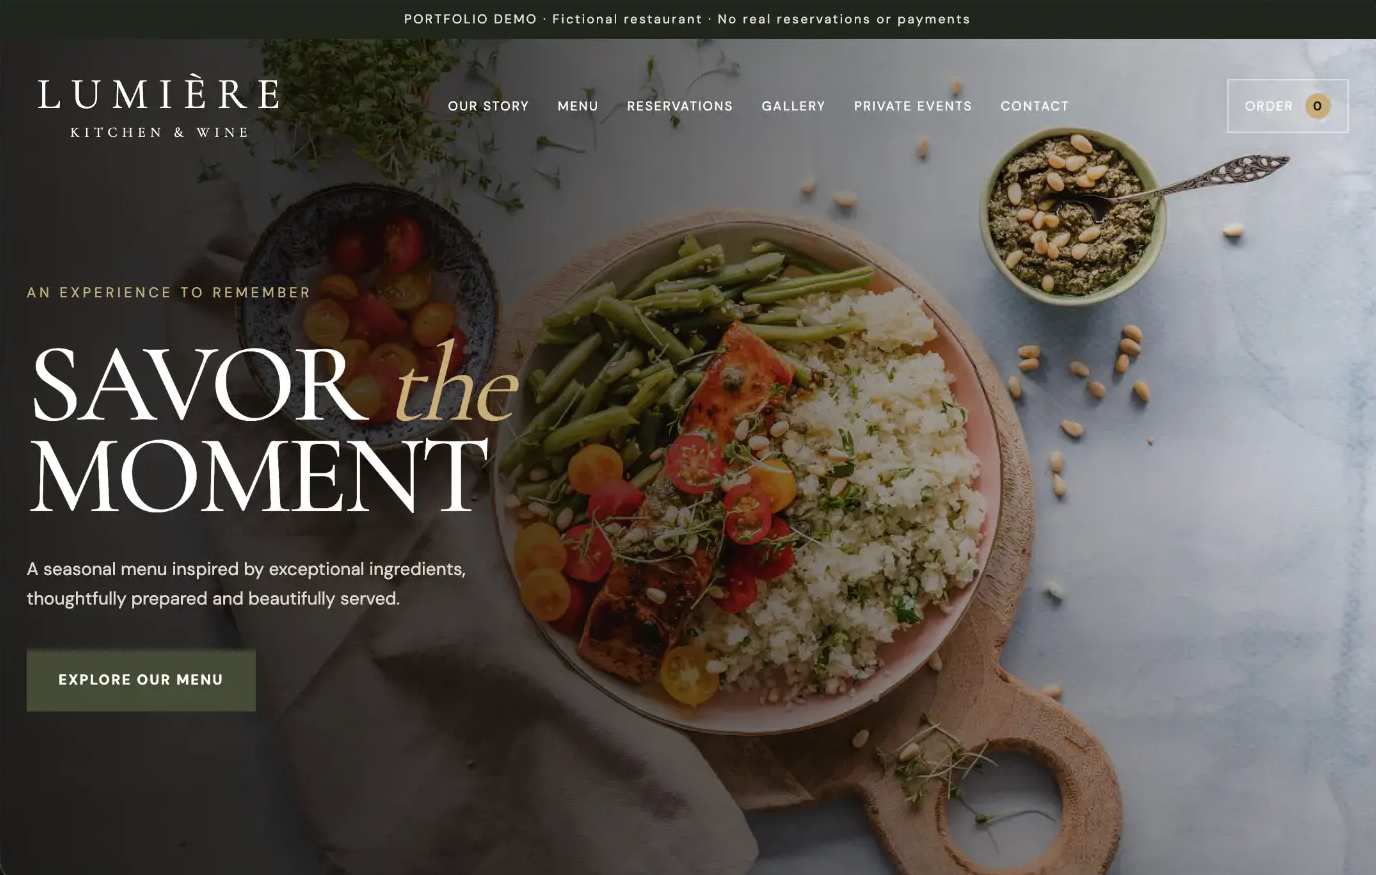 PORTFOLIO DEMO · Fictional restaurant · No real reservations or payments
LUMIÈRE
KITCHEN & WINE
OUR STORY
MENU
RESERVATIONS
GALLERY
PRIVATE EVENTS
CONTACT
ORDER 0
AN EXPERIENCE TO REMEMBER
SAVOR the
MOMENT
A seasonal menu inspired by exceptional ingredients,
thoughtfully prepared and beautifully served.
EXPLORE OUR MENU